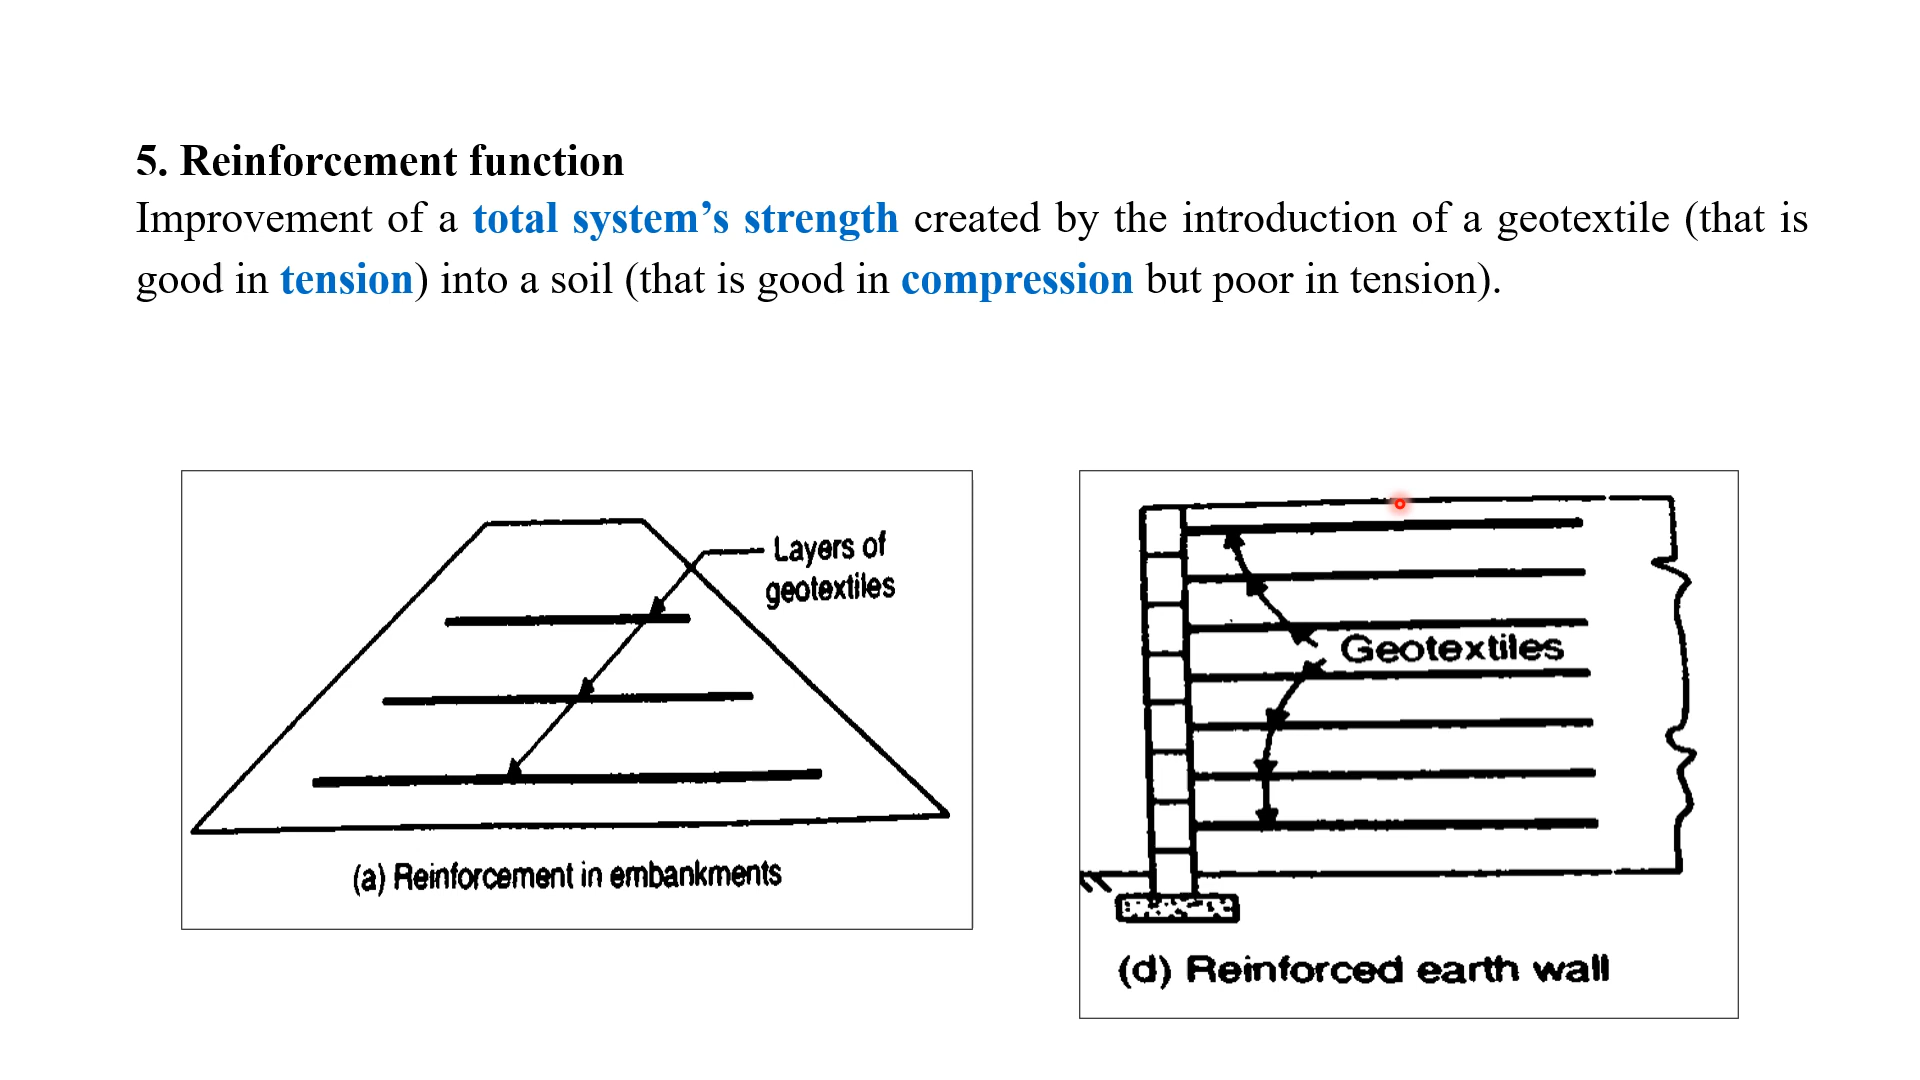 5. Reinforcement function
Improvement of a total system’s strength created by the introduction of a geotextile (that is
good in tension) into a soil (that is good in compression but poor in tension).
Layers of
geotextiles
(a) Reinforcement in embankments
Geotextiles
(d) Reinforced earth wall